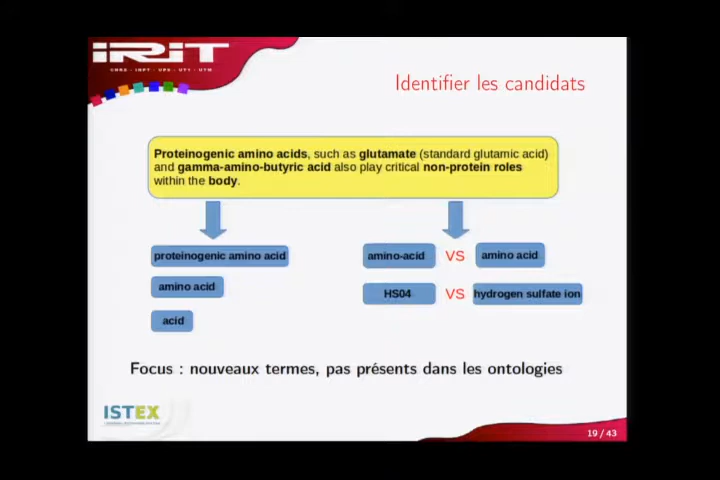 IRIT
CNRS - INPT - UPS - UT1 - UTM
Identifier les candidats
Proteinogenic amino acids, such as glutamate (standard glutamic acid)
and gamma-amino-butyric acid also play critical non-protein roles
within the body.
proteinogenic amino acid
amino acid
acid
amino-acid VS amino acid
HS04 VS hydrogen sulfate ion
Focus : nouveaux termes, pas présents dans les ontologies
ISTEX
19 / 43